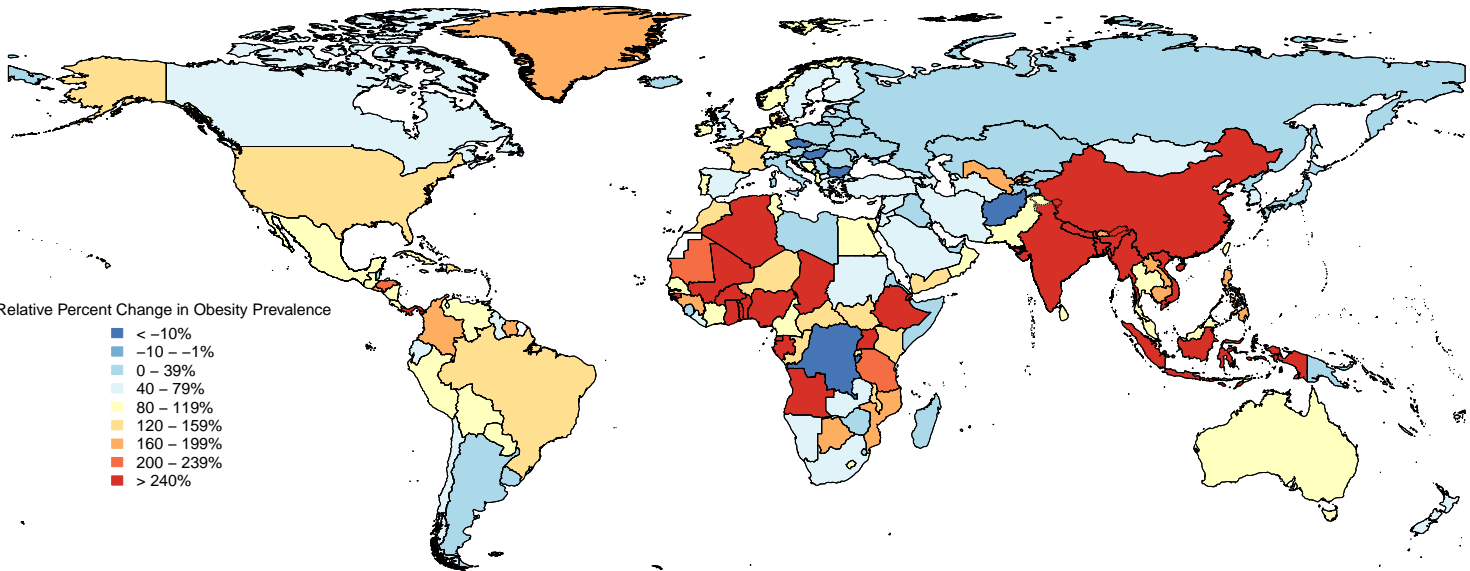 Relative Percent Change in Obesity Prevalence
< −10%
−10 − −1%
0 − 39%
40 − 79%
80 − 119%
120 − 159%
160 − 199%
200 − 239%
> 240%